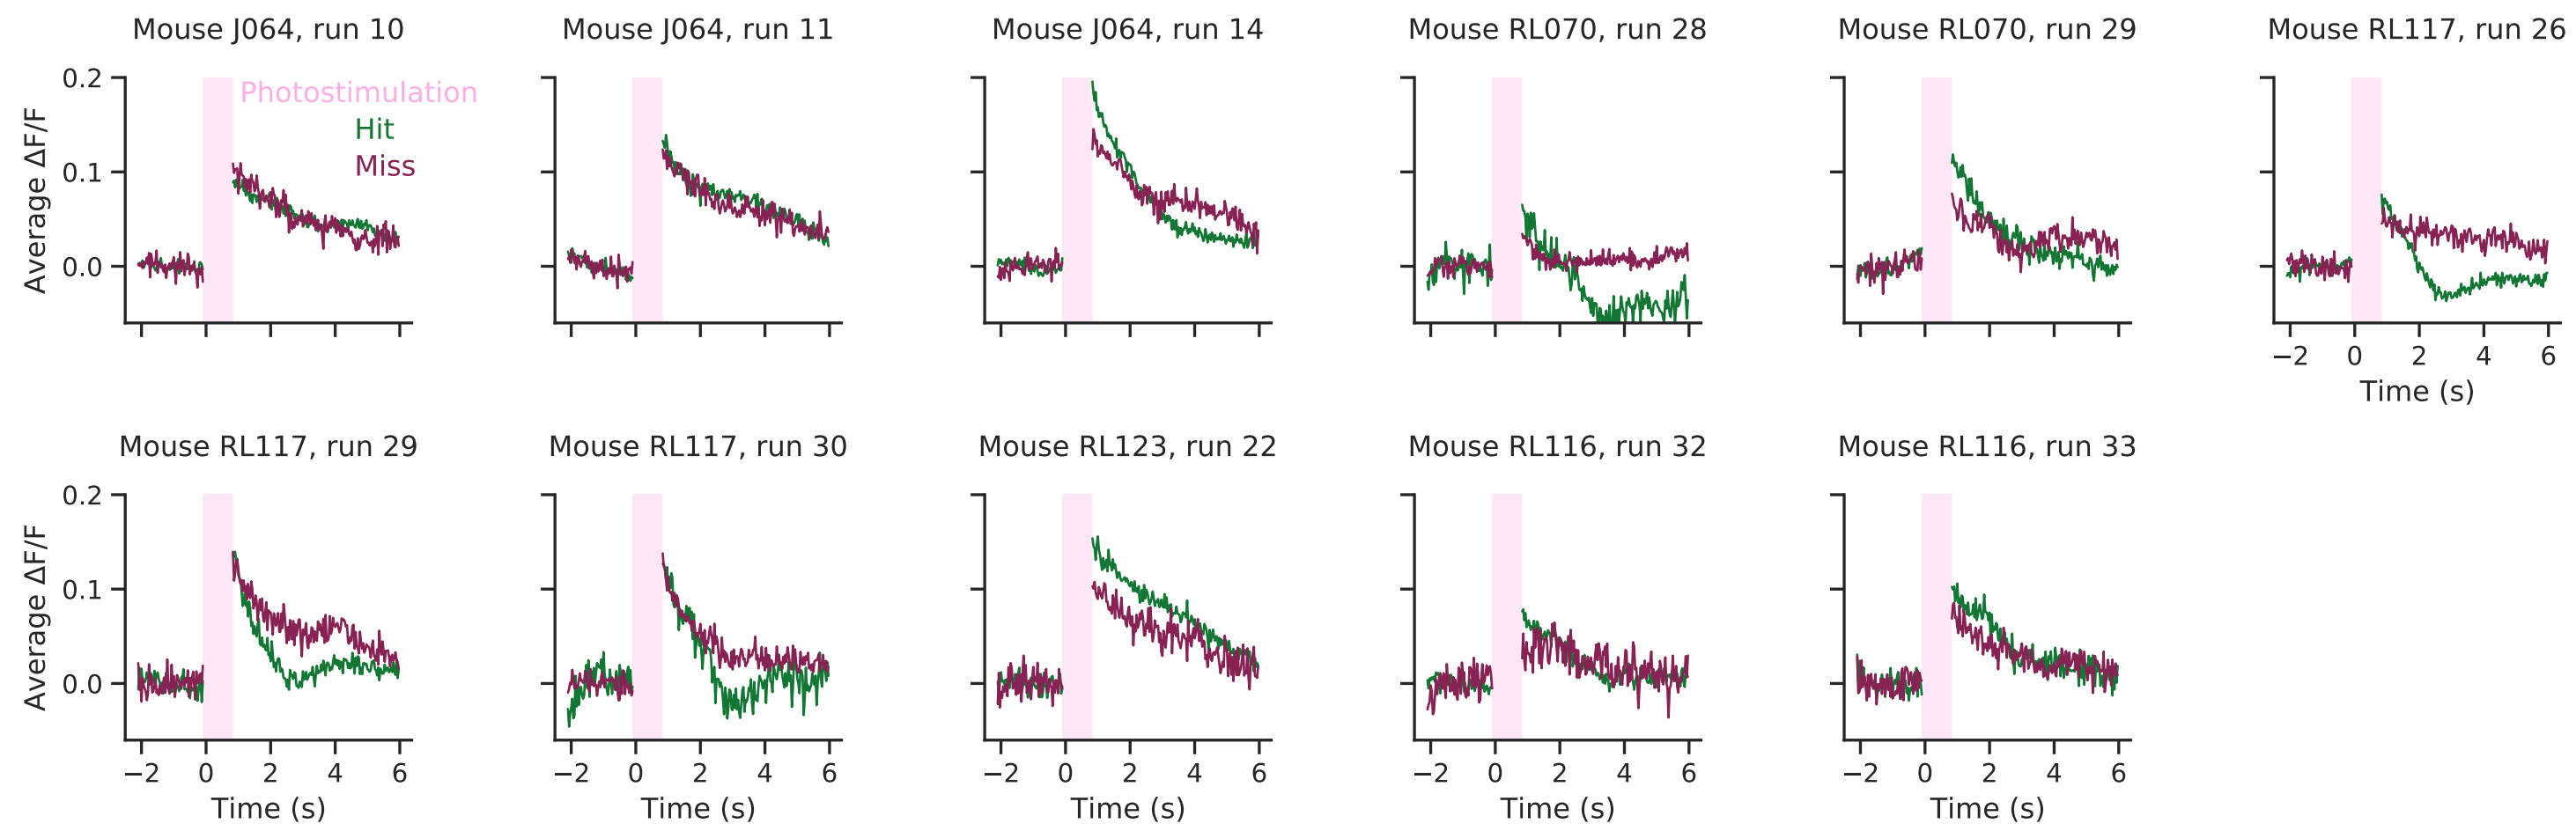 Mouse J064, run 10
Mouse J064, run 11
Mouse J064, run 14
Mouse RL070, run 28
Mouse RL070, run 29
Mouse RL117, run 26
Average ΔF/F
0.2
0.1
0.0
Photostimulation
Hit
Miss
−2 0 2 4 6
Time (s)
Mouse RL117, run 29
Mouse RL117, run 30
Mouse RL123, run 22
Mouse RL116, run 32
Mouse RL116, run 33
Average ΔF/F
0.2
0.1
0.0
−2 0 2 4 6
−2 0 2 4 6
−2 0 2 4 6
−2 0 2 4 6
−2 0 2 4 6
Time (s)
Time (s)
Time (s)
Time (s)
Time (s)